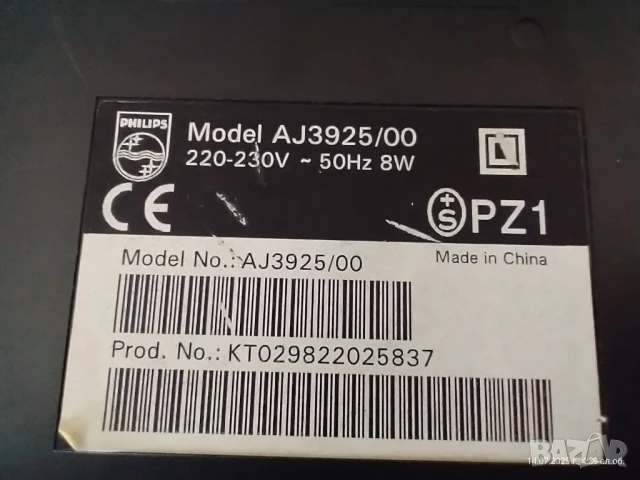 PHILIPS
Model AJ3925/00
220-230V ~ 50Hz 8W
CE
+S PZ1
Model No.: AJ3925/00
Made in China
Prod. No.: KT029822025837
BAZAR